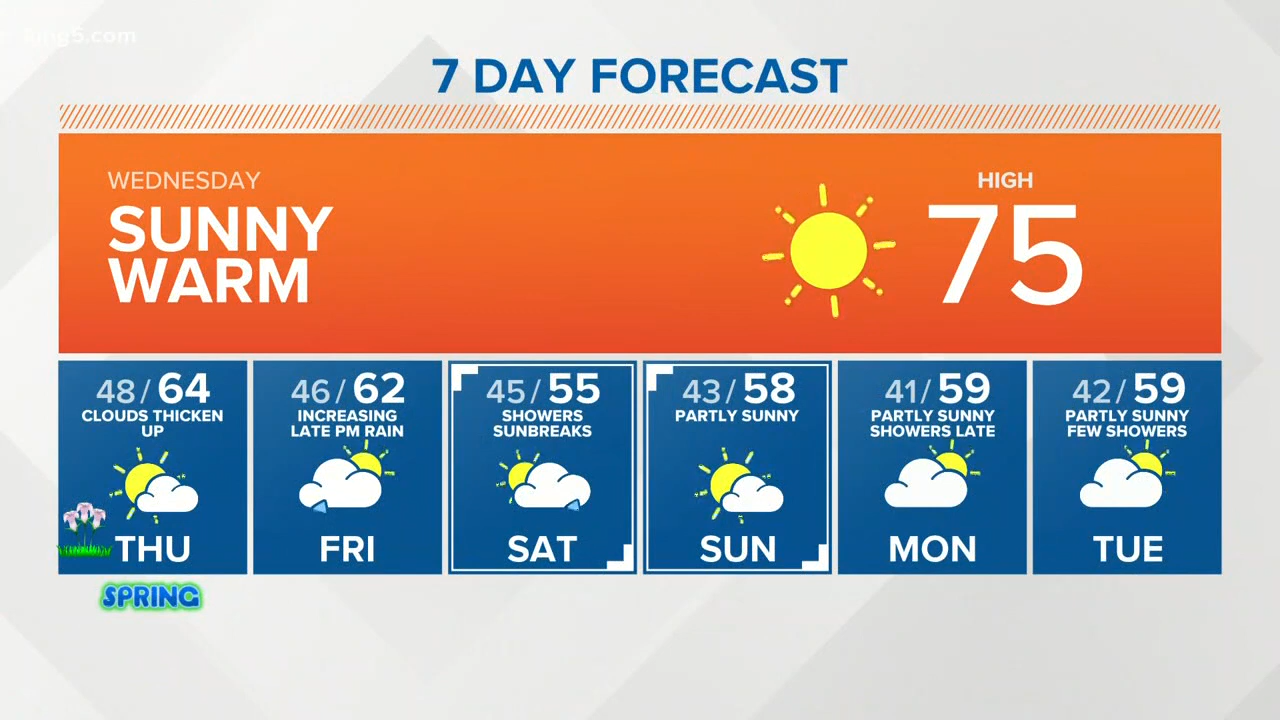 7 DAY FORECAST
WEDNESDAY
SUNNY
WARM
HIGH
75
48 / 64
CLOUDS THICKEN
UP
THU
46 / 62
INCREASING
LATE PM RAIN
FRI
45 / 55
SHOWERS
SUNBREAKS
SAT
43 / 58
PARTLY SUNNY
SUN
41 / 59
PARTLY SUNNY
SHOWERS LATE
MON
42 / 59
PARTLY SUNNY
FEW SHOWERS
TUE
SPRING